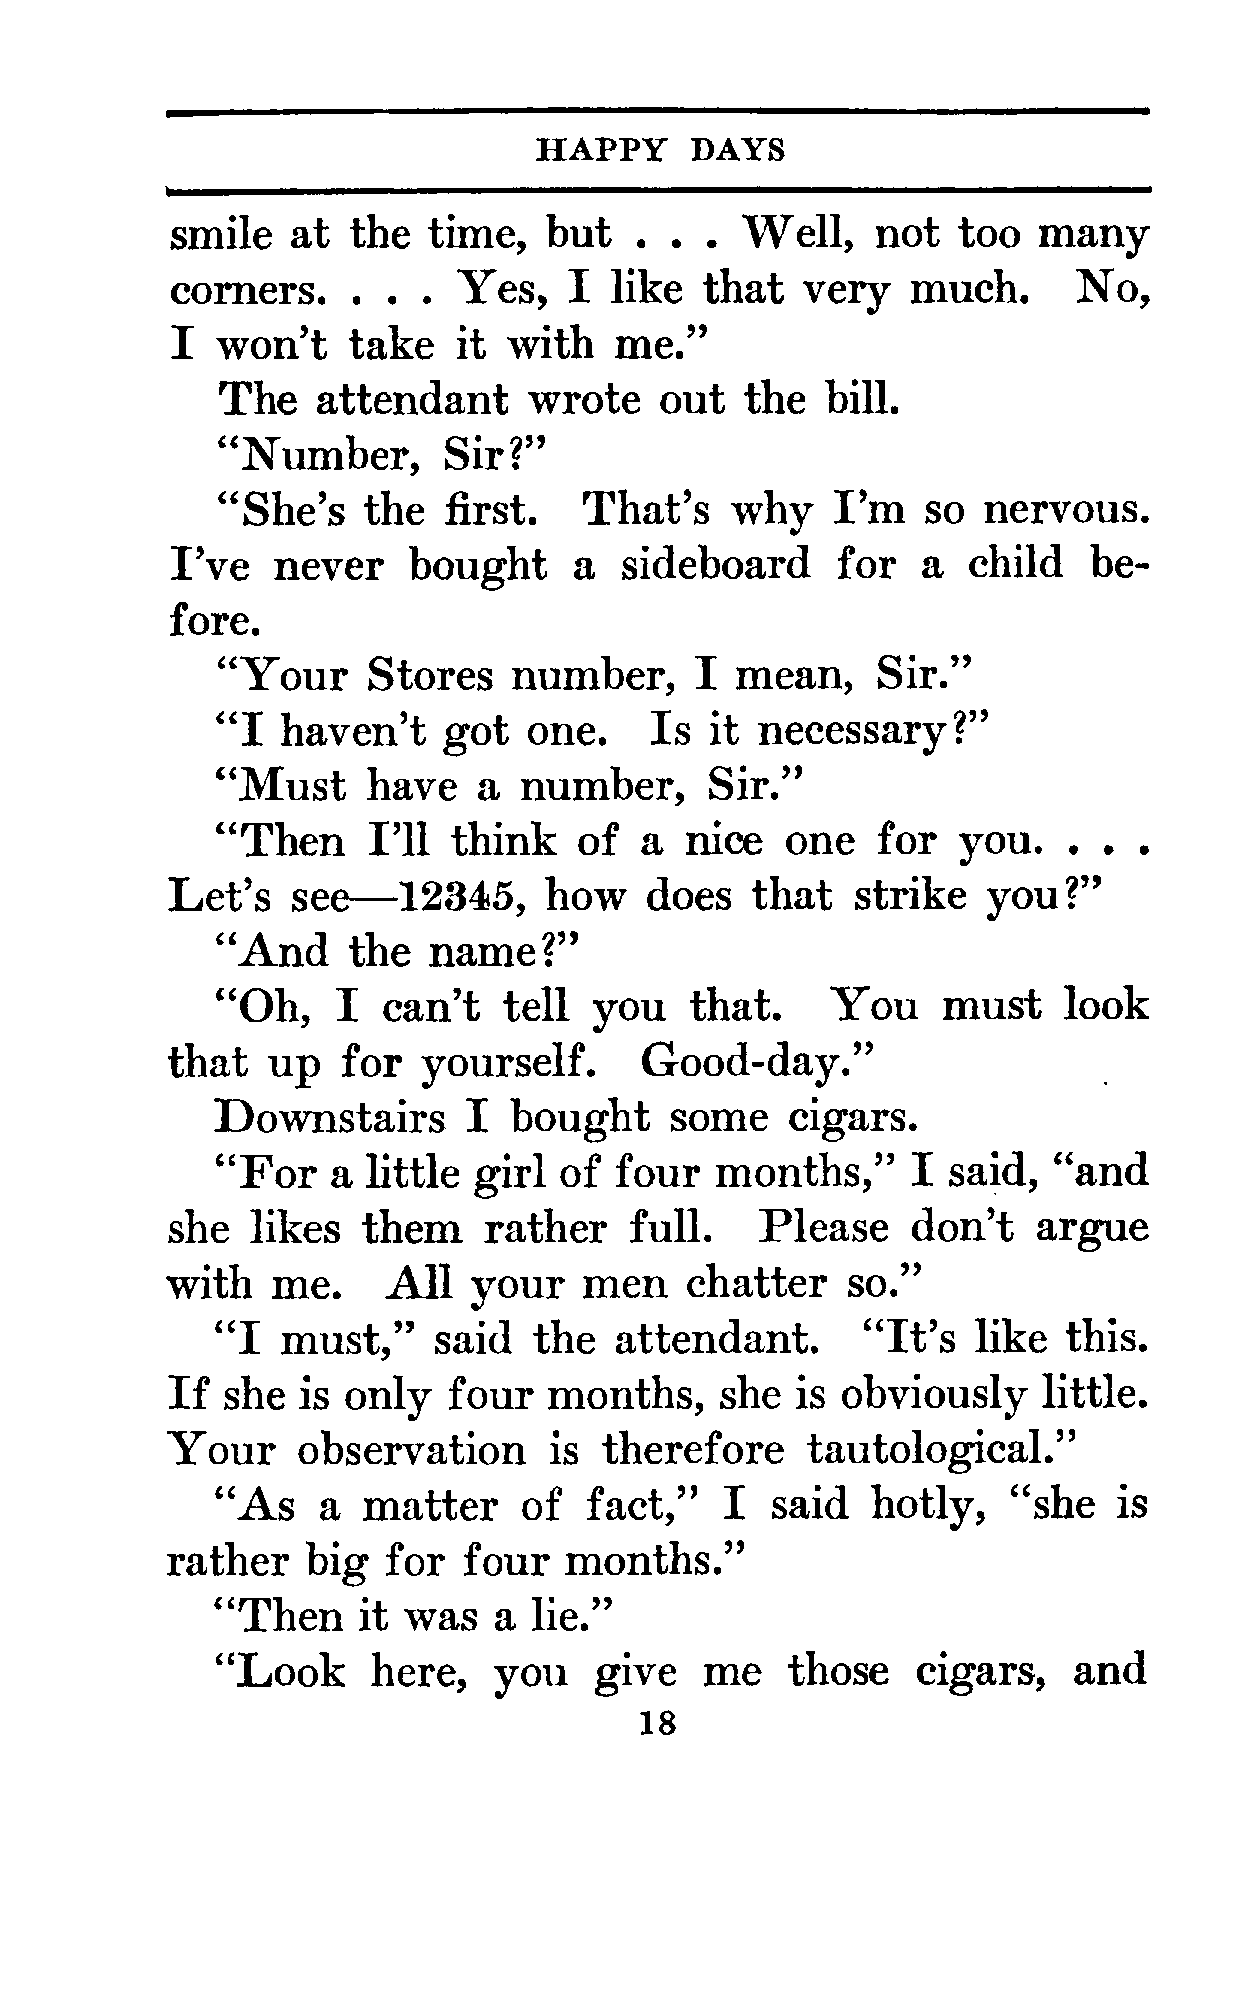 HAPPY DAYS
smile at the time, but . . . Well, not too many
corners. . . . Yes, I like that very much. No,
I won't take it with me."
The attendant wrote out the bill.
"Number, Sir?"
"She's the first. That's why I'm so nervous.
I've never bought a sideboard for a child be-
fore.
"Your Stores number, I mean, Sir."
"I haven't got one. Is it necessary?"
"Must have a number, Sir."
"Then I'll think of a nice one for you. . . .
Let's see—12345, how does that strike you?"
"And the name?"
"Oh, I can't tell you that. You must look
that up for yourself. Good-day."
Downstairs I bought some cigars.
"For a little girl of four months," I said, "and
she likes them rather full. Please don't argue
with me. All your men chatter so."
"I must," said the attendant. "It's like this.
If she is only four months, she is obviously little.
Your observation is therefore tautological."
"As a matter of fact," I said hotly, "she is
rather big for four months."
"Then it was a lie."
"Look here, you give me those cigars, and
18